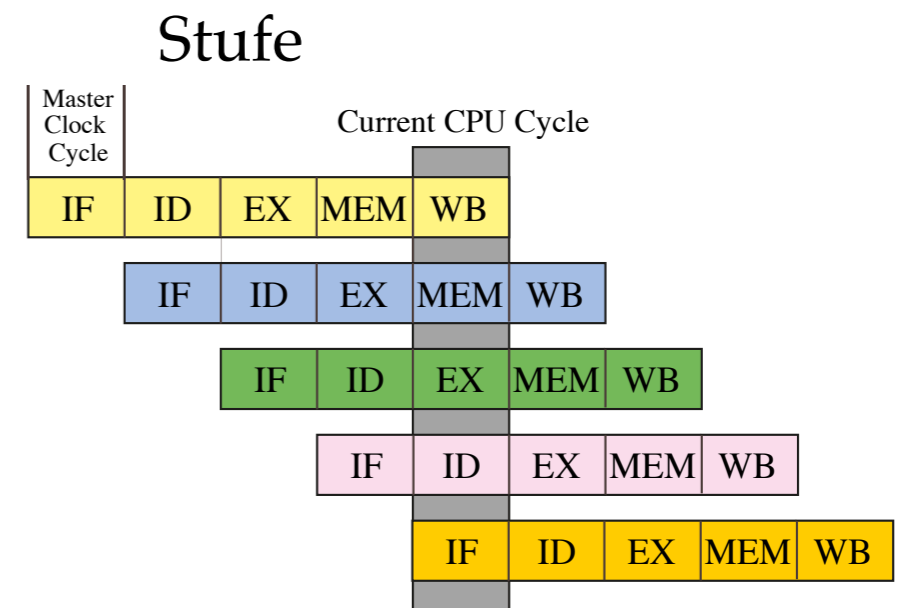 Stufe
Master
Clock
Cycle
Current CPU Cycle
IF ID EX MEM WB
IF ID EX MEM WB
IF ID EX MEM WB
IF ID EX MEM WB
IF ID EX MEM WB